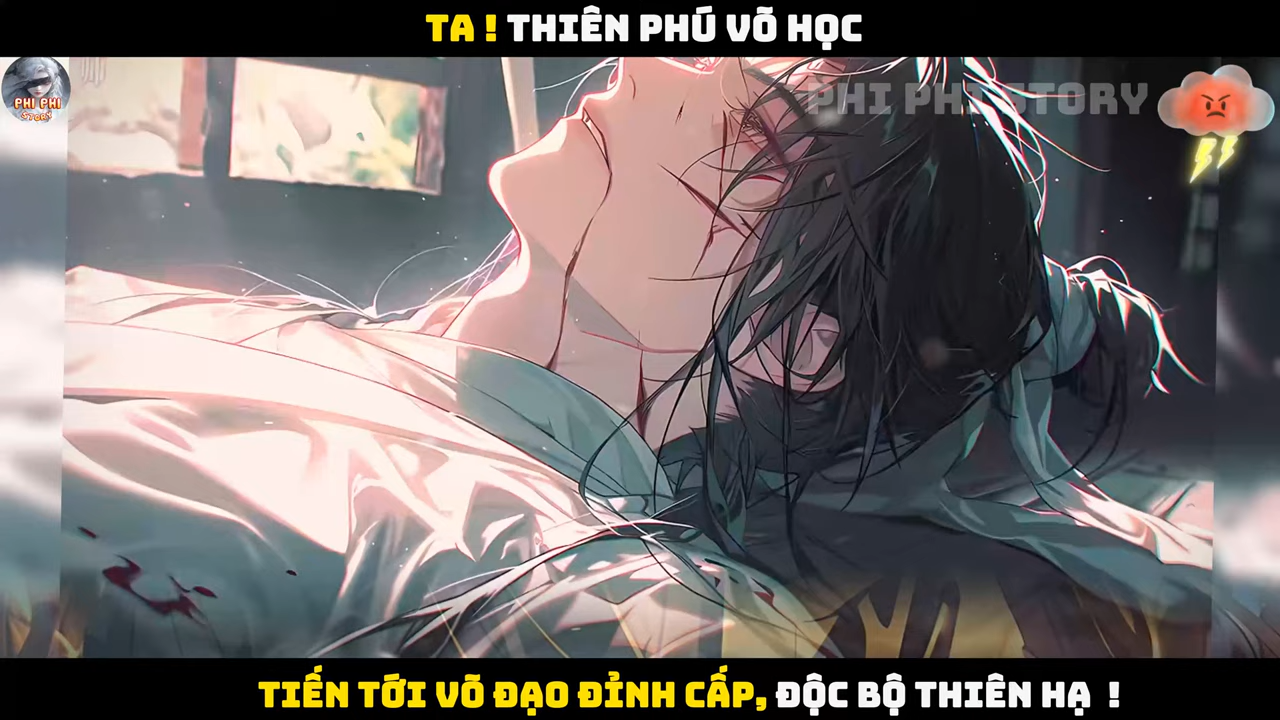 TA ! THIÊN PHÚ VÕ HỌC
PHI PHI
STORY
PHI PHI STORY
TIẾN TỚI VÕ ĐẠO ĐỈNH CẤP, ĐỘC BỘ THIÊN HẠ !